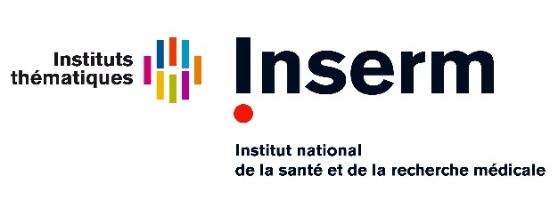 Instituts
thématiques
Inserm
Institut national
de la santé et de la recherche médicale